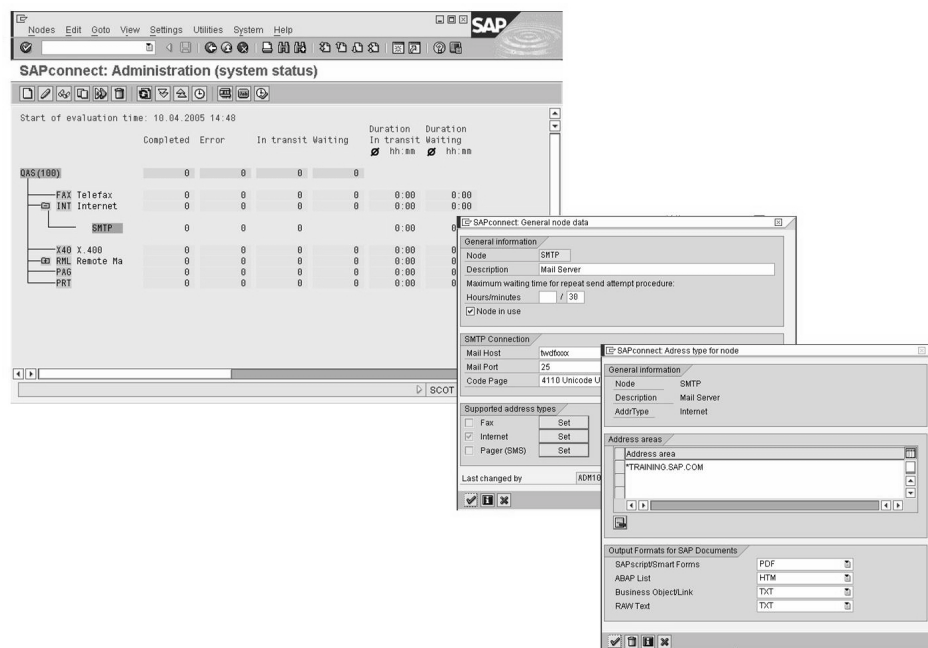 Nodes Edit Goto View Settings Utilities System Help
SAP
SAPconnect: Administration (system status)
Start of evaluation time: 10.04.2005 14:48
Duration Duration
Completed Error In transit Waiting In transit Waiting
Ø hh:mm Ø hh:mm
QAS(100) 0 0 0 0
FAX Telefax 0 0 0 0 0:00 0:00
INT Internet 0 0 0 0 0:00 0:00
SMTP 0 0 0 0:00 0
X40 X.400 0 0 0 0 0:00 0
RML Remote Ma 0 0 0 0 0:00 0
PAG 0 0 0 0 0:00 0
PRT 0 0 0 0 0:00 0
SCOT
SAPconnect: General node data
General information
Node SMTP
Description Mail Server
Maximum waiting time for repeat send attempt procedure:
Hours/minutes / 30
Node in use
SMTP Connection
Mail Host
Mail Port 25
Code Page 4110 Unicode U
Supported address types
Fax Set
Internet Set
Pager (SMS) Set
Last changed by ADM10
SAPconnect: Adress type for node
General information
Node SMTP
Description Mail Server
AddrType Internet
Address areas
Address area
*TRAINING.SAP.COM
Output Formats for SAP Documents
SAPscript/Smart Forms PDF
ABAP List HTM
Business Object/Link TXT
RAW Text TXT